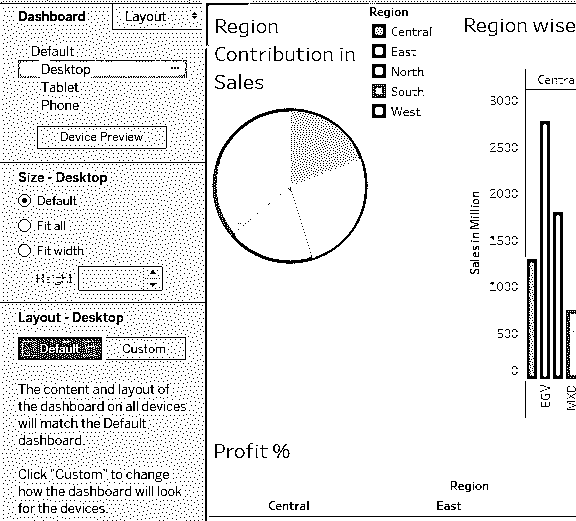 Dashboard
Layout
Default
Desktop
Tablet
Phone
Device Preview
Size - Desktop
Default
Fit all
Fit width
Height
Layout - Desktop
Default
Custom
The content and layout of
the dashboard on all devices
will match the Default
dashboard.
Click "Custom" to change
how the dashboard will look
for the devices.
Region
Contribution in
Sales
Region
Central
East
North
South
West
Region wise
Centra
Sales in Million
3000
2500
2000
1500
1000
500
0
EGV
MXD
Profit %
Region
Central
East